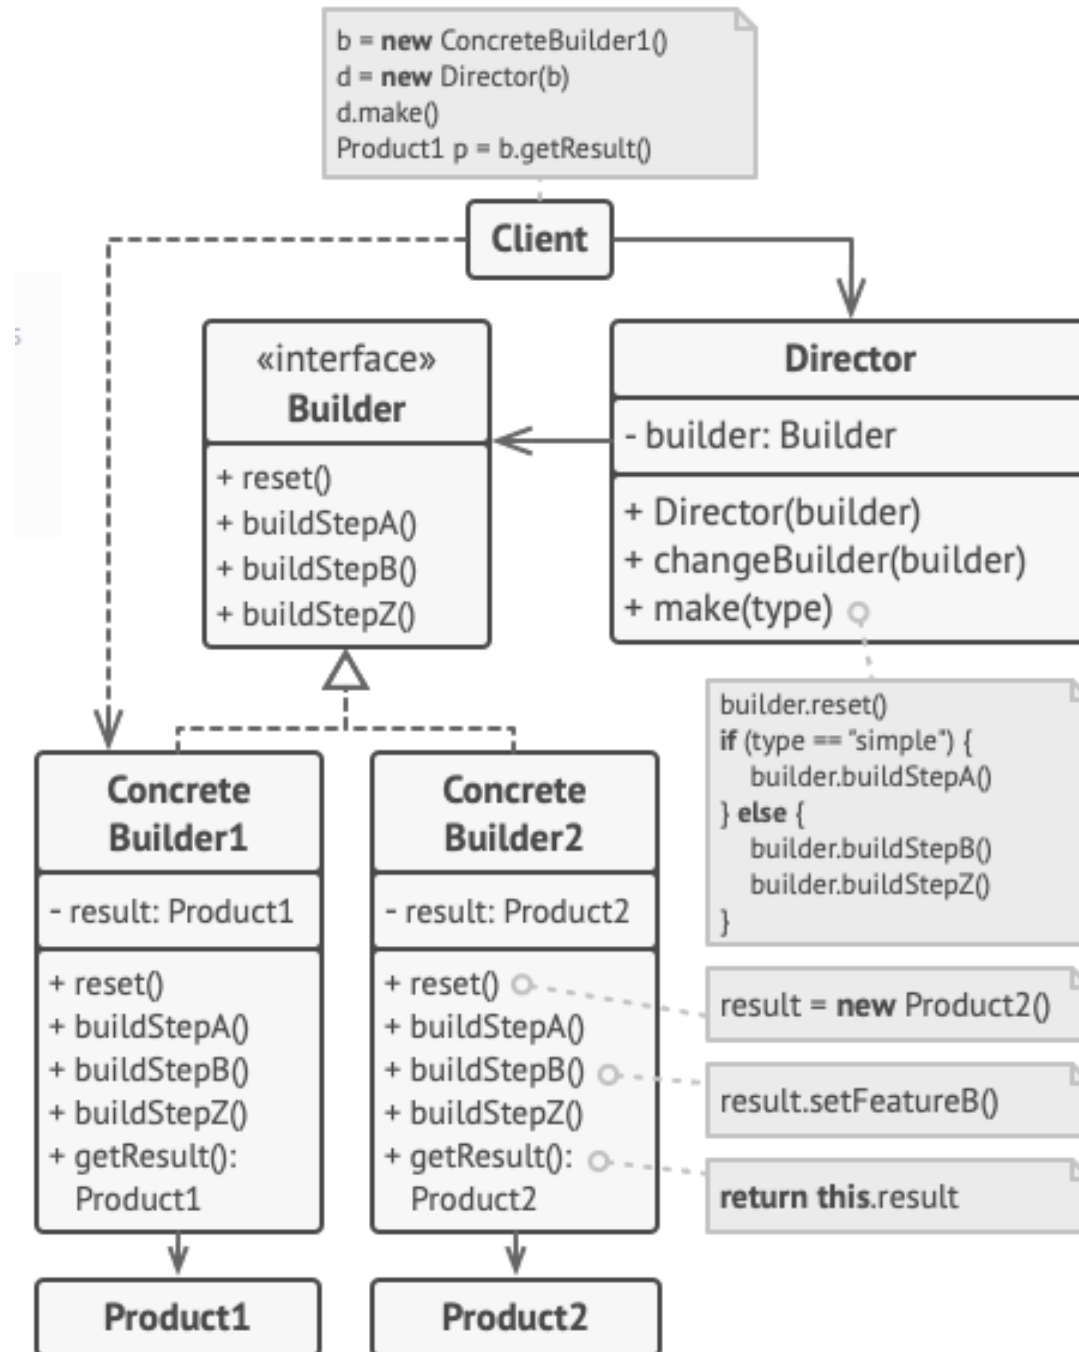 b = new ConcreteBuilder1()
d = new Director(b)
d.make()
Product1 p = b.getResult()
Client
«interface»
Builder
+ reset()
+ buildStepA()
+ buildStepB()
+ buildStepZ()
Director
- builder: Builder
+ Director(builder)
+ changeBuilder(builder)
+ make(type)
builder.reset()
if (type == "simple") {
builder.buildStepA()
} else {
builder.buildStepB()
builder.buildStepZ()
}
Concrete
Builder1
- result: Product1
+ reset()
+ buildStepA()
+ buildStepB()
+ buildStepZ()
+ getResult():
Product1
Concrete
Builder2
- result: Product2
+ reset()
+ buildStepA()
+ buildStepB()
+ buildStepZ()
+ getResult():
Product2
result = new Product2()
result.setFeatureB()
return this.result
Product1
Product2